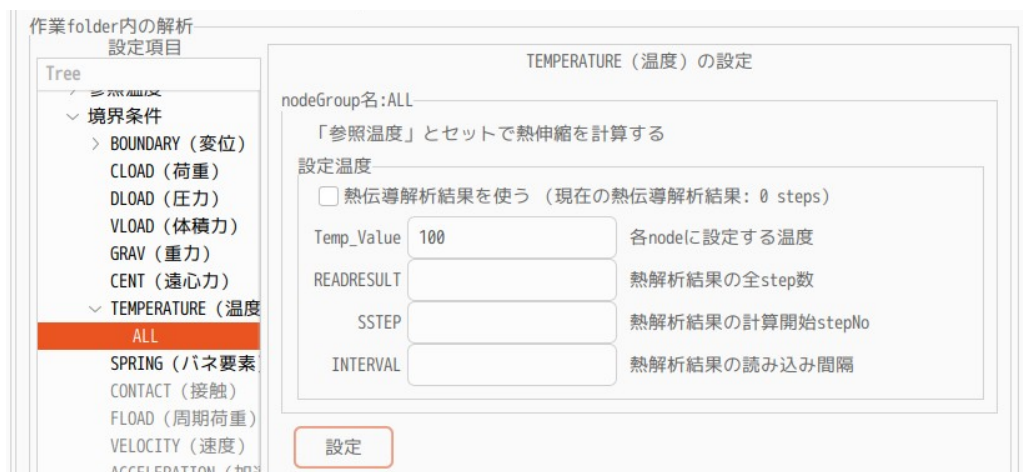 作業folder内の解析
設定項目
Tree
参照温度
境界条件
BOUNDARY (変位)
CLOAD (荷重)
DLOAD (圧力)
VLOAD (体積力)
GRAV (重力)
CENT (遠心力)
TEMPERATURE (温度
ALL
SPRING (バネ要素
CONTACT (接触)
FLOAD (周期荷重)
VELOCITY (速度)
TEMPERATURE (温度) の設定
nodeGroup名:ALL
「参照温度」とセットで熱伸縮を計算する
設定温度
熱伝導解析結果を使う (現在の熱伝導解析結果: 0 steps)
Temp_Value 100 各nodeに設定する温度
READRESULT 熱解析結果の全step数
SSTEP 熱解析結果の計算開始stepNo
INTERVAL 熱解析結果の読み込み間隔
設定